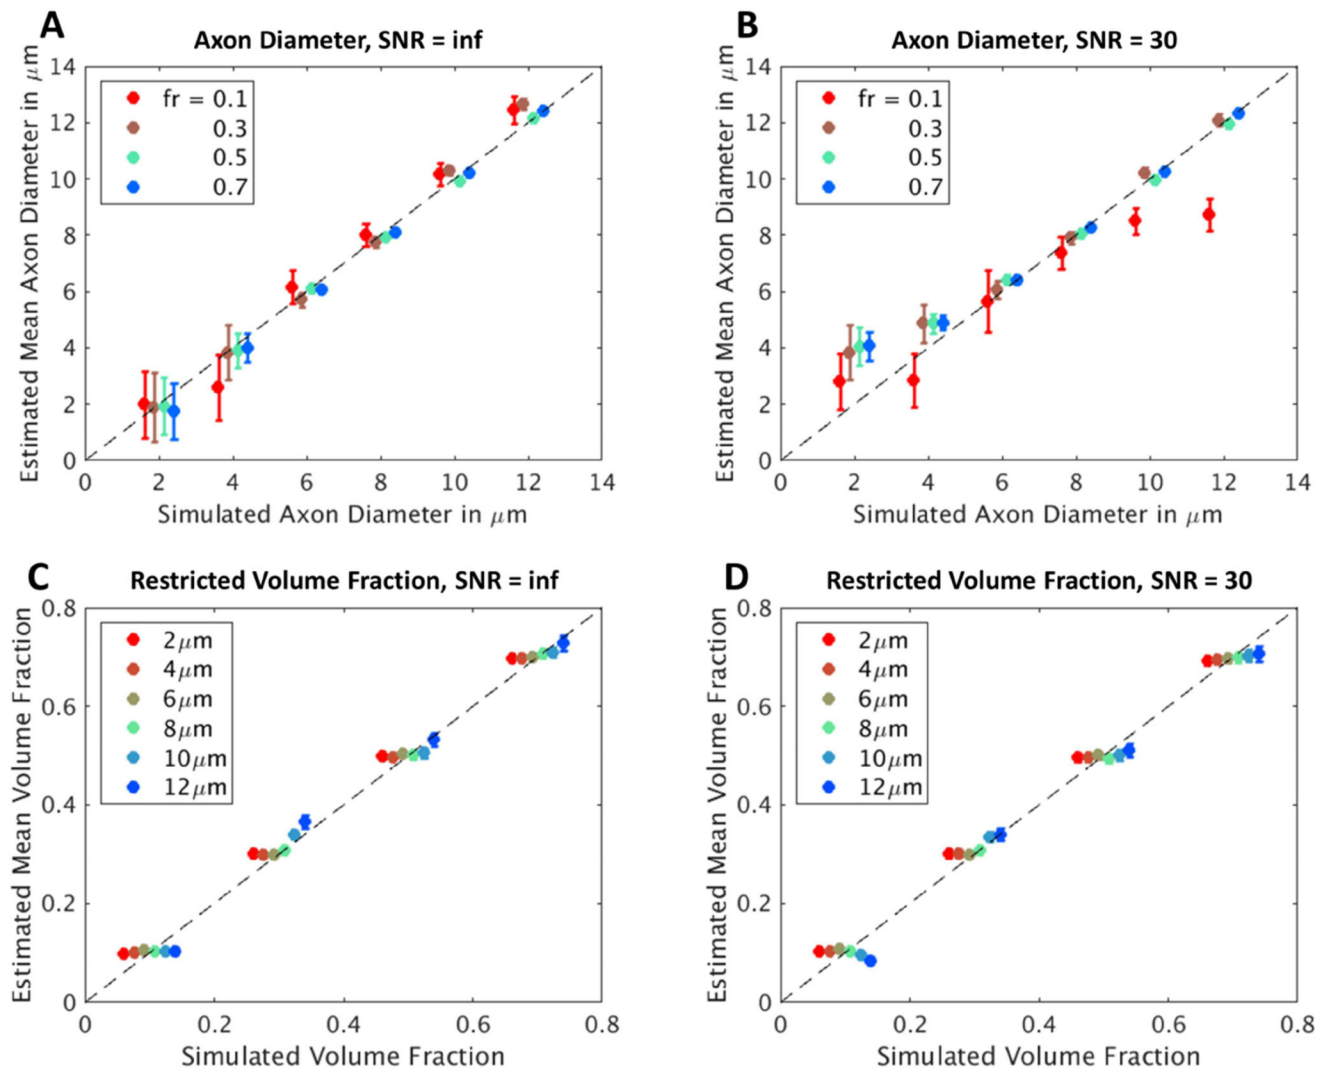 A
Axon Diameter, SNR = inf
Estimated Mean Axon Diameter in μm
14
12
10
8
6
4
2
0
fr = 0.1
0.3
0.5
0.7
0 2 4 6 8 10 12 14
Simulated Axon Diameter in μm
B
Axon Diameter, SNR = 30
Estimated Mean Axon Diameter in μm
14
12
10
8
6
4
2
0
fr = 0.1
0.3
0.5
0.7
0 2 4 6 8 10 12 14
Simulated Axon Diameter in μm
C
Restricted Volume Fraction, SNR = inf
Estimated Mean Volume Fraction
0.8
0.6
0.4
0.2
0
2μm
4μm
6μm
8μm
10μm
12μm
0 0.2 0.4 0.6 0.8
Simulated Volume Fraction
D
Restricted Volume Fraction, SNR = 30
Estimated Mean Volume Fraction
0.8
0.6
0.4
0.2
0
2μm
4μm
6μm
8μm
10μm
12μm
0 0.2 0.4 0.6 0.8
Simulated Volume Fraction